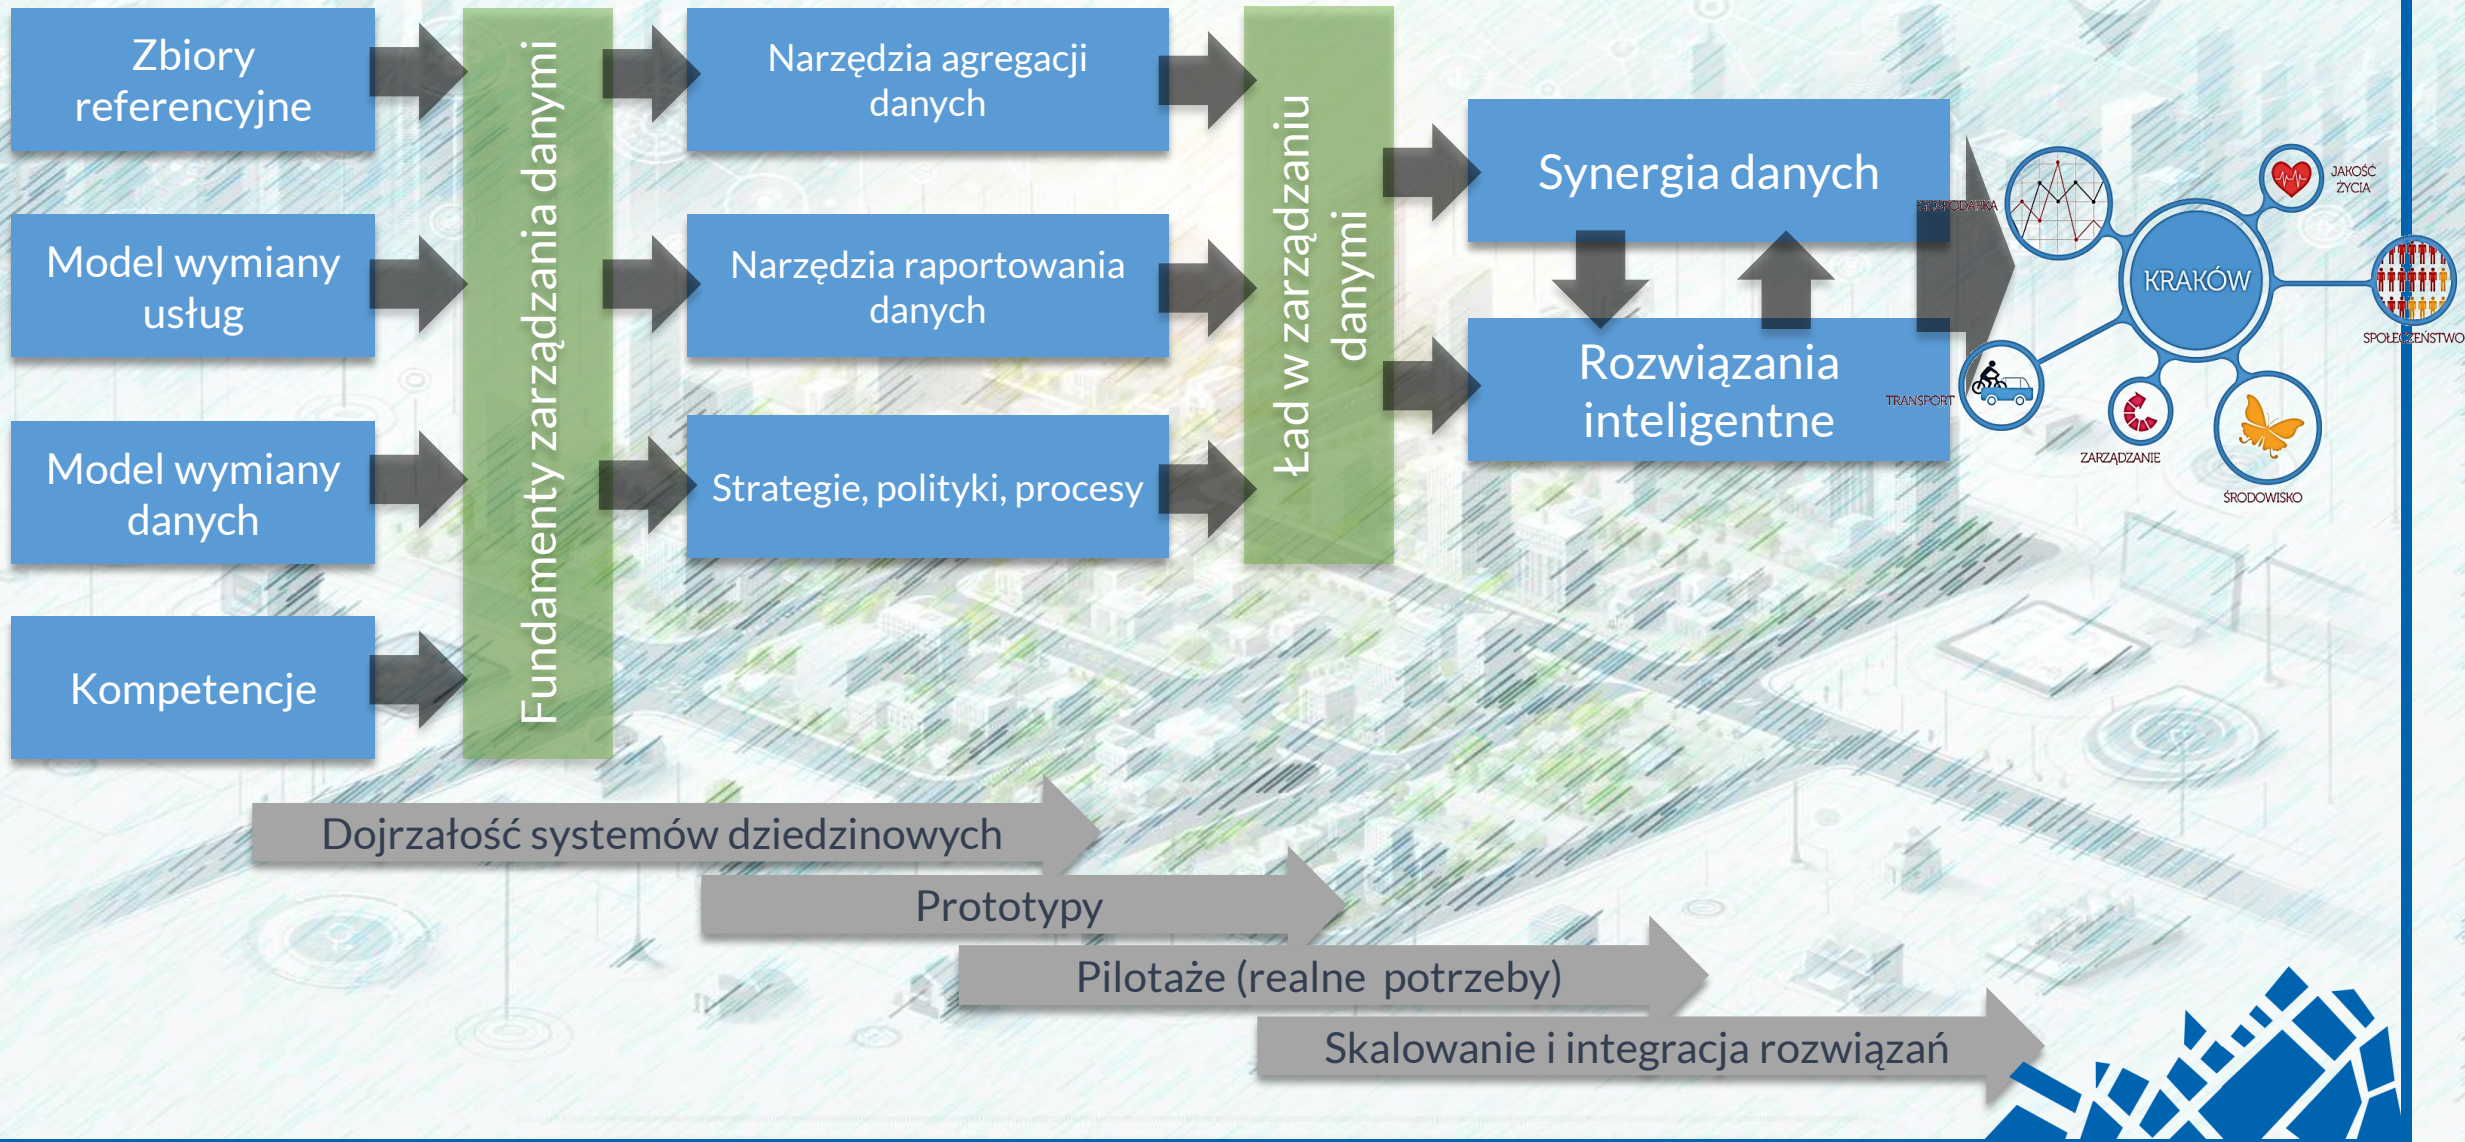 Zbiory
referencyjne
Model wymiany
usług
Model wymiany
danych
Kompetencje
Fundamenty zarządzania danymi
Narzędzia agregacji
danych
Narzędzia raportowania
danych
Strategie, polityki, procesy
Ład w zarządzaniu
danymi
Synergia danych
Rozwiązania
inteligentne
GOSPODARKA
JAKOŚĆ
ŻYCIA
KRAKÓW
SPOŁECZEŃSTWO
TRANSPORT
ZARZĄDZANIE
ŚRODOWISKO
Dojrzałość systemów dziedzinowych
Prototypy
Pilotaże (realne potrzeby)
Skalowanie i integracja rozwiązań